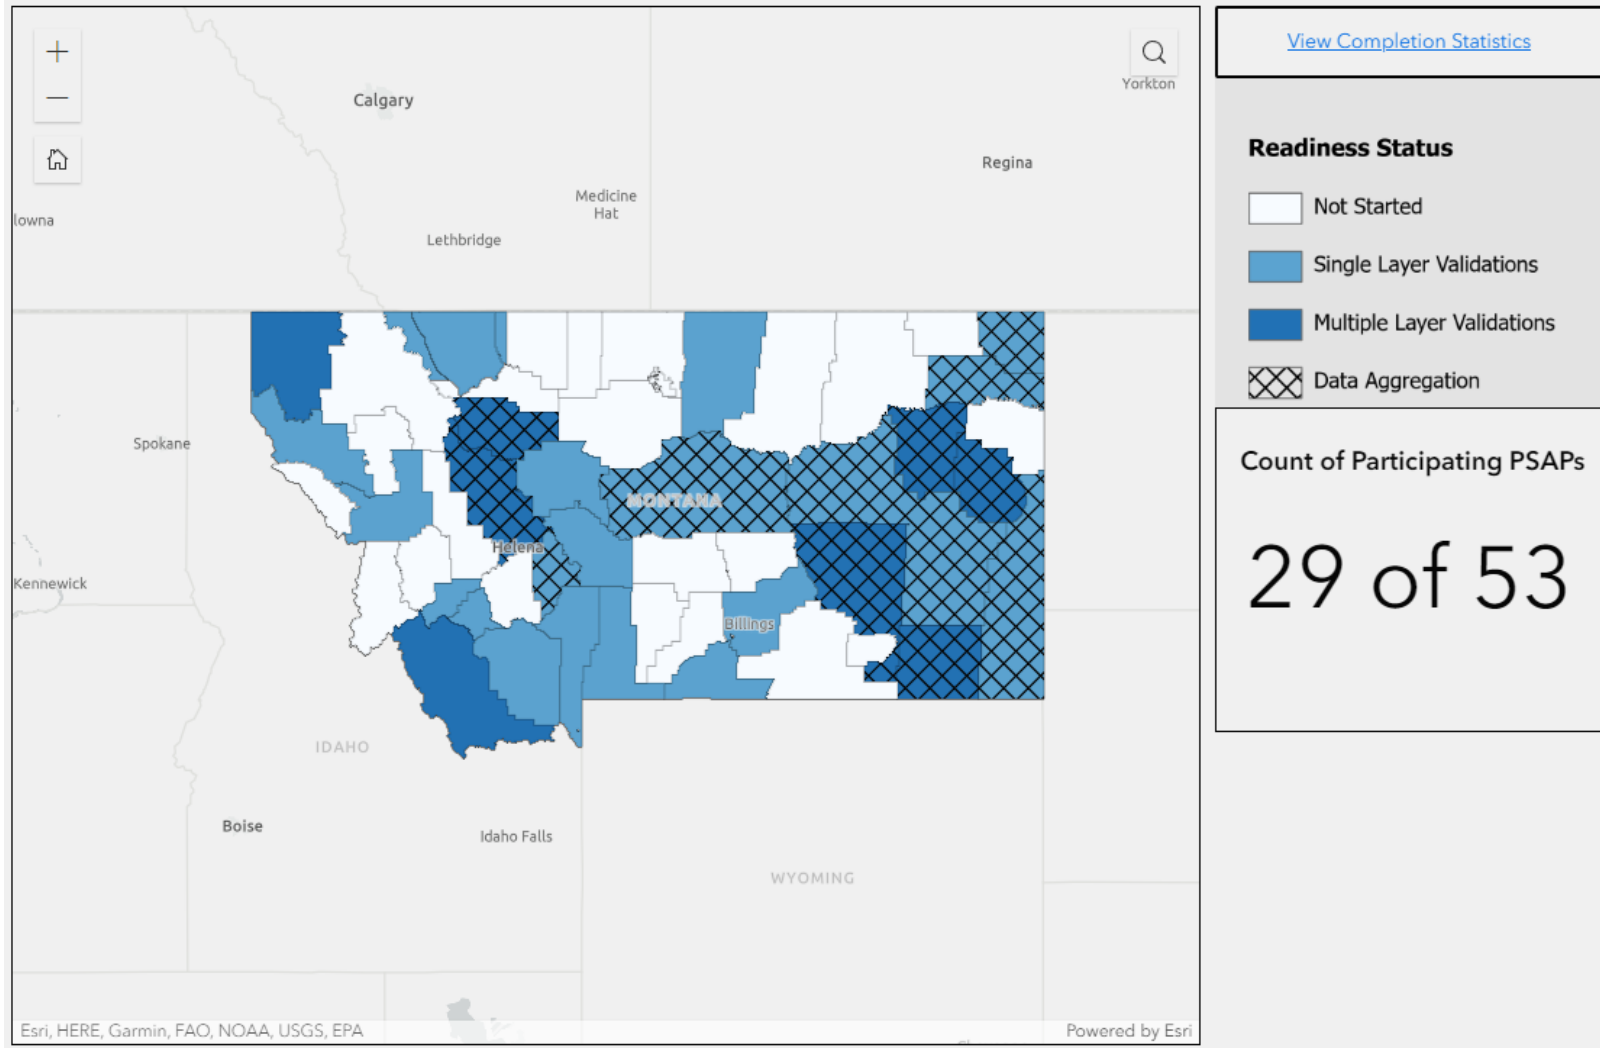 View Completion Statistics
Readiness Status
Not Started
Single Layer Validations
Multiple Layer Validations
Data Aggregation
Count of Participating PSAPs
29 of 53
Calgary
Yorkton
Regina
Medicine
Hat
lowna
Lethbridge
Spokane
MONTANA
Helena
Kennewick
Billings
IDAHO
Boise
Idaho Falls
WYOMING
Esri, HERE, Garmin, FAO, NOAA, USGS, EPA
Powered by Esri